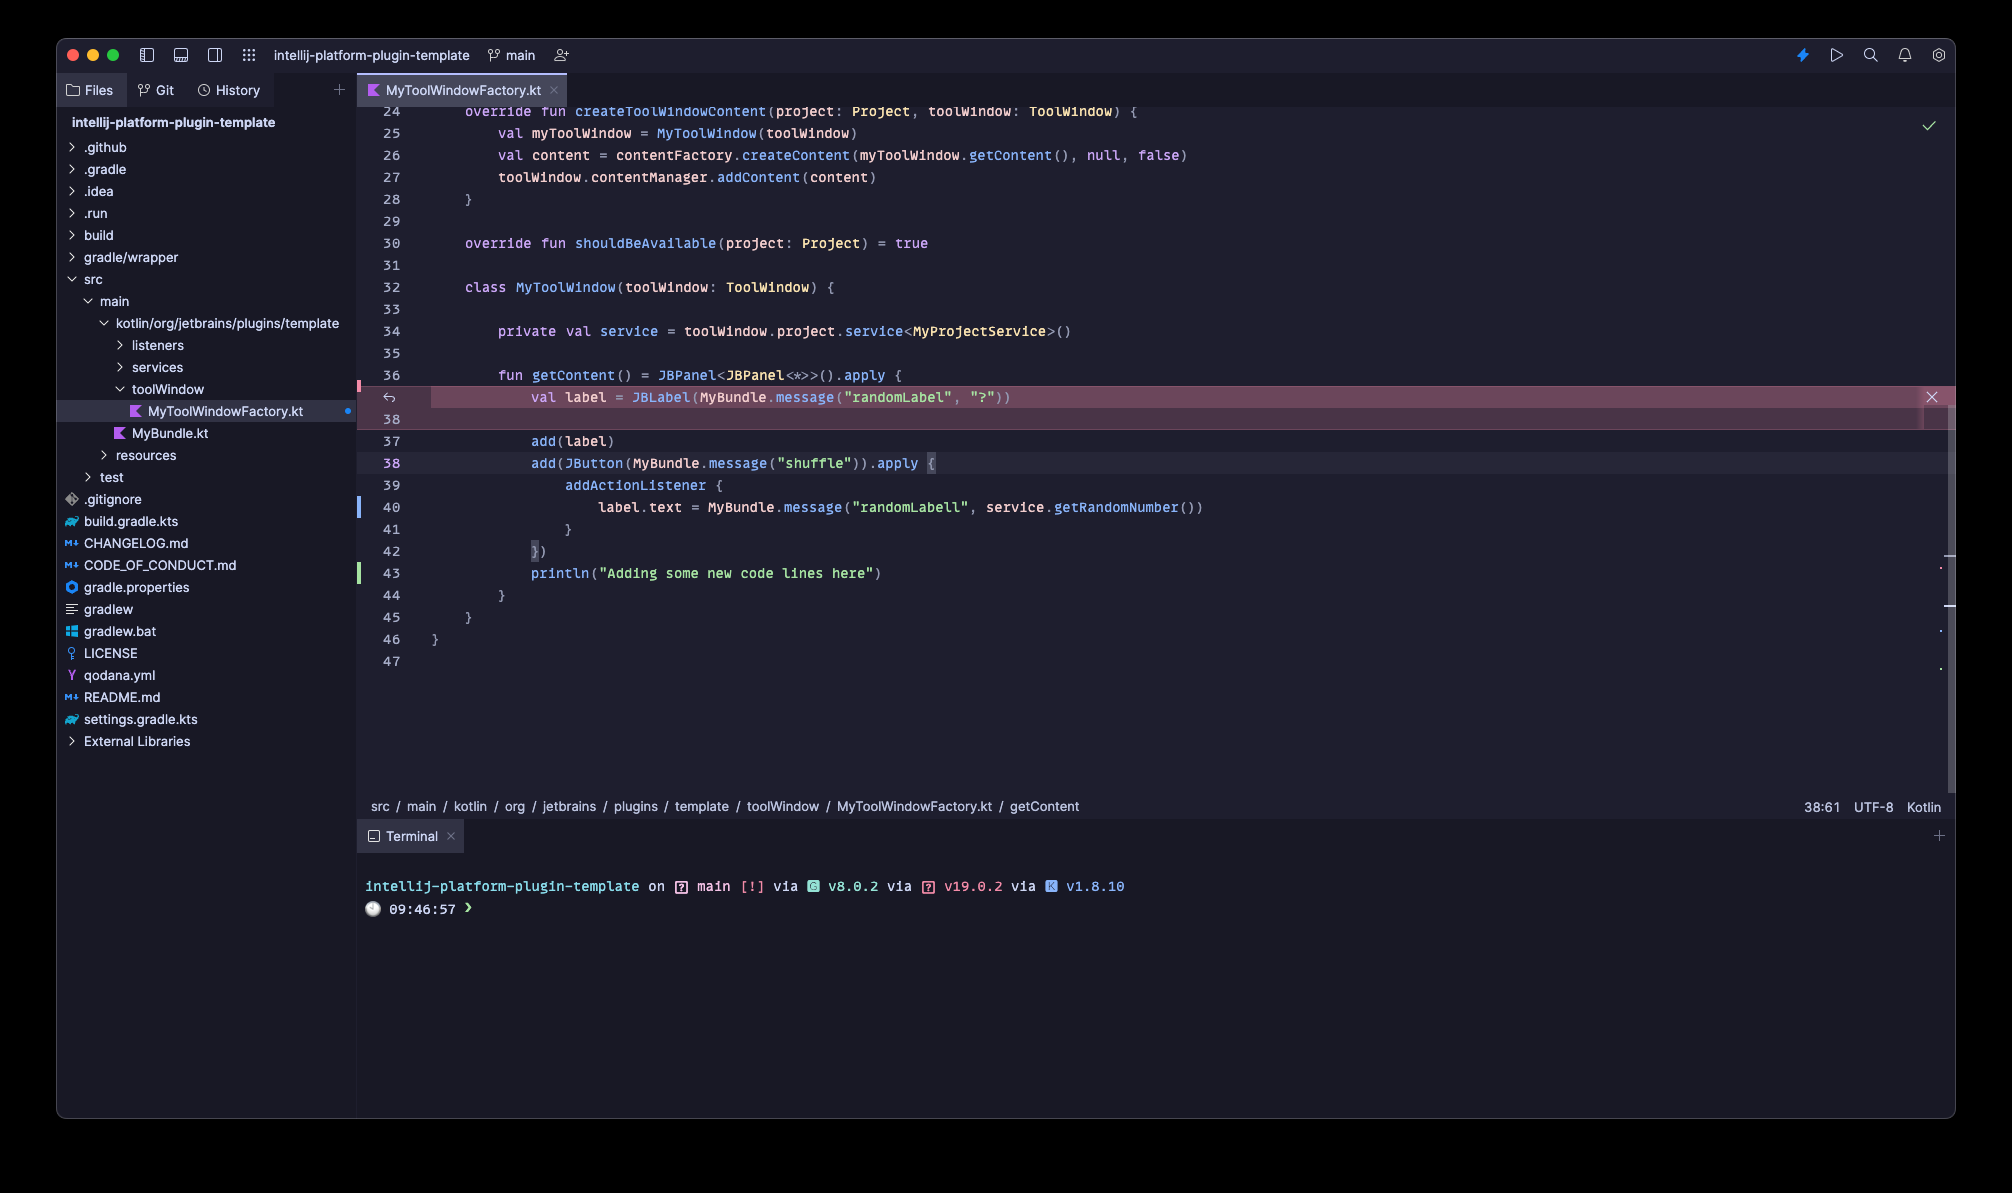 intellij-platform-plugin-template main
Files Git History
intellij-platform-plugin-template
.github
.gradle
.idea
.run
build
gradle/wrapper
src
main
kotlin/org/jetbrains/plugins/template
listeners
services
toolWindow
MyToolWindowFactory.kt
MyBundle.kt
resources
test
.gitignore
build.gradle.kts
CHANGELOG.md
CODE_OF_CONDUCT.md
gradle.properties
gradlew
gradlew.bat
LICENSE
qodana.yml
README.md
settings.gradle.kts
External Libraries
MyToolWindowFactory.kt
24 override fun createToolWindowContent(project: Project, toolWindow: ToolWindow) {
25 val myToolWindow = MyToolWindow(toolWindow)
26 val content = contentFactory.createContent(myToolWindow.getContent(), null, false)
27 toolWindow.contentManager.addContent(content)
28 }
29
30 override fun shouldBeAvailable(project: Project) = true
31
32 class MyToolWindow(toolWindow: ToolWindow) {
33
34 private val service = toolWindow.project.service<MyProjectService>()
35
36 fun getContent() = JBPanel<JBPanel<*>>().apply {
val label = JBLabel(MyBundle.message("randomLabel", "?"))
38
37 add(label)
38 add(JButton(MyBundle.message("shuffle")).apply {
39 addActionListener {
40 label.text = MyBundle.message("randomLabell", service.getRandomNumber())
41 }
42 })
43 println("Adding some new code lines here")
44 }
45 }
46 }
47
src / main / kotlin / org / jetbrains / plugins / template / toolWindow / MyToolWindowFactory.kt / getContent 38:61 UTF-8 Kotlin
Terminal
intellij-platform-plugin-template on ? main [!] via G v8.0.2 via ? v19.0.2 via K v1.8.10
09:46:57 ❯